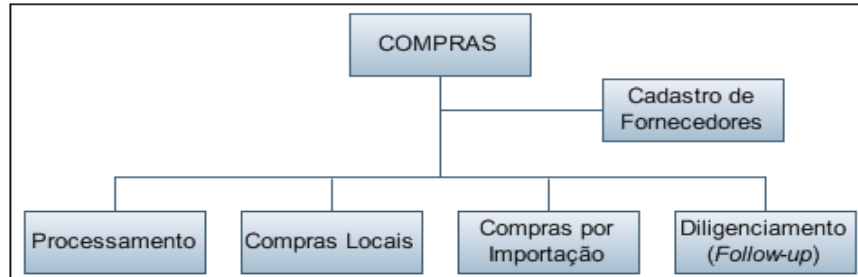 COMPRAS
Cadastro de
Fornecedores
Processamento
Compras Locais
Compras por
Importação
Diligenciamento
(Follow-up)